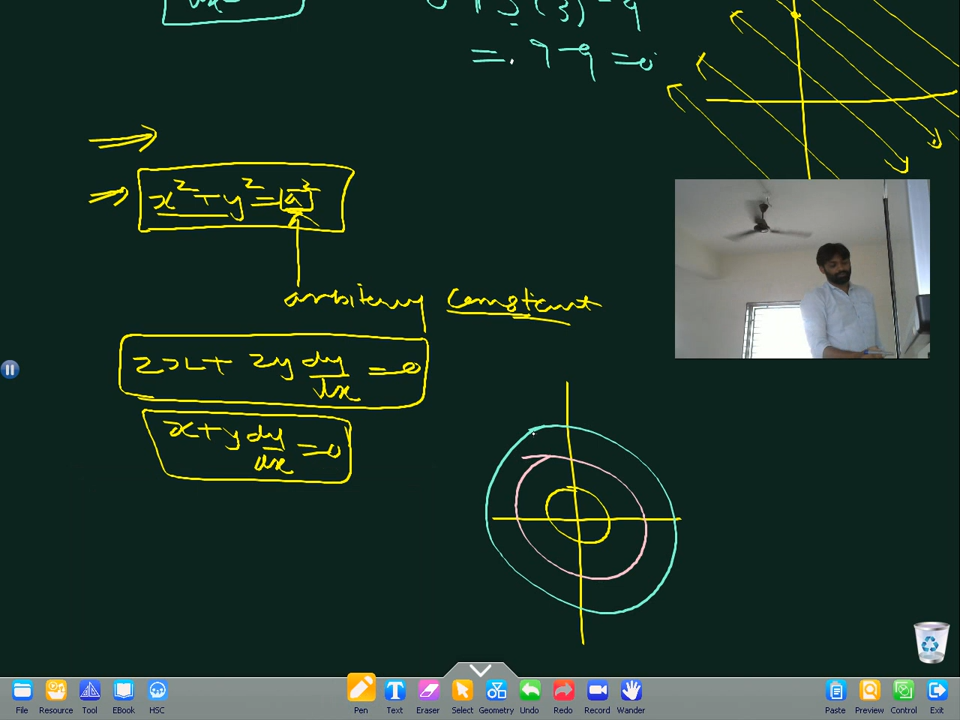 = 9-9=0
⇒
⇒ x²+y²=[a]²
arbitrary constant
2x+ 2y dy/dx =0
x+y dy/dx =0
File Resource Tool EBook HSC Pen Text Eraser Select Geometry Undo Redo Record Wander Paste Preview Control Exit